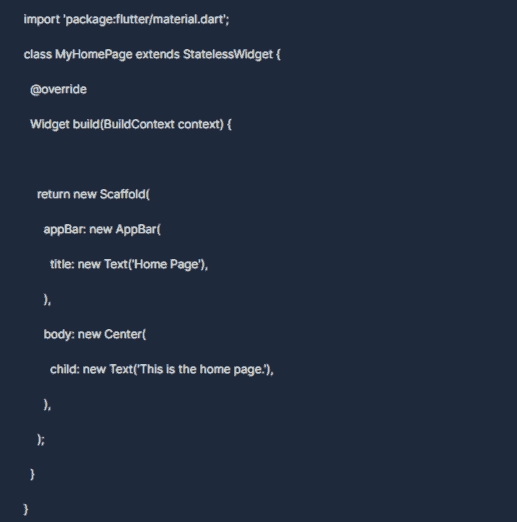 import 'package:flutter/material.dart';
class MyHomePage extends StatelessWidget {
@override
Widget build(BuildContext context) {
return new Scaffold(
appBar: new AppBar(
title: new Text('Home Page'),
),
body: new Center(
child: new Text('This is the home page.'),
),
);
}
}